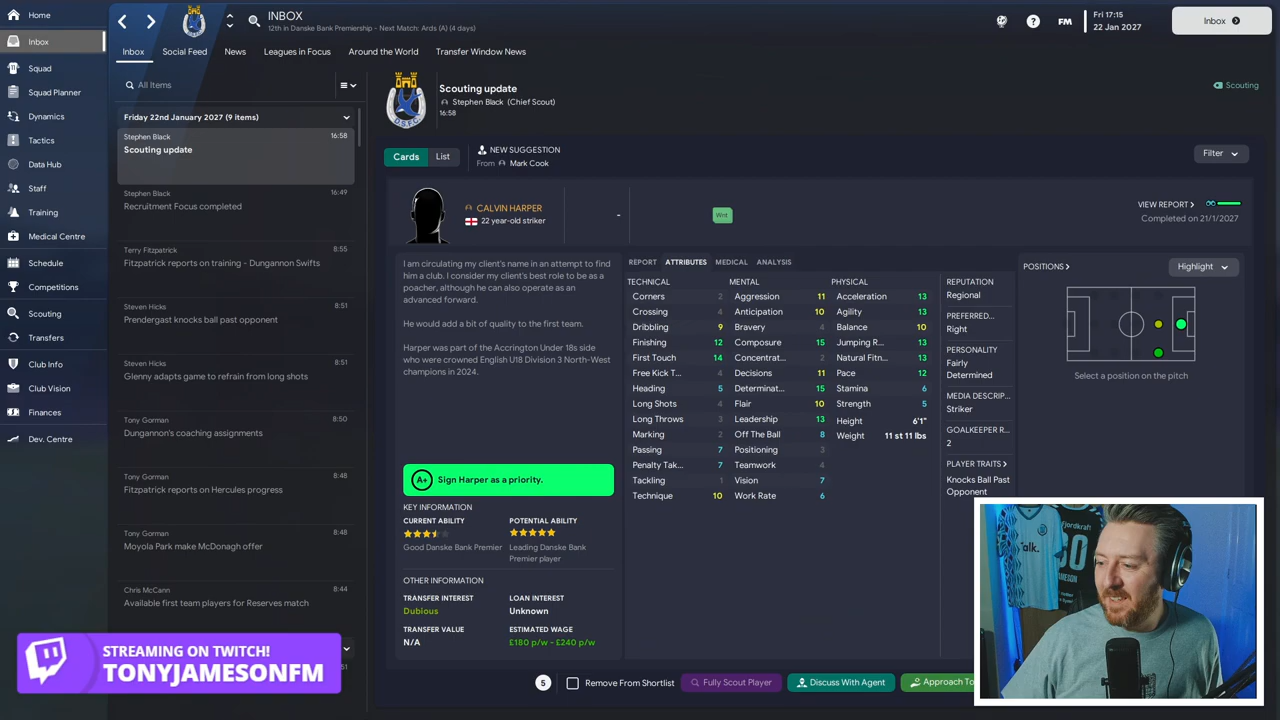 Home
Inbox
Squad
Squad Planner
Dynamics
Tactics
Data Hub
Staff
Training
Medical Centre
Schedule
Competitions
Scouting
Transfers
Club Info
Club Vision
Finances
Dev. Centre
INBOX
12th in Danske Bank Premiership - Next Match: Ards (A) (4 days)
FM
Fri 17:15
22 Jan 2027
Inbox
Inbox
Social Feed
News
Leagues in Focus
Around the World
Transfer Window News
All Items
Friday 22nd January 2027 (9 items)
Stephen Black 16:58
Scouting update
Stephen Black 16:49
Recruitment Focus completed
Terry Fitzpatrick 8:55
Fitzpatrick reports on training - Dungannon Swifts
Steven Hicks 8:51
Prendergast knocks ball past opponent
Steven Hicks 8:51
Glenny adapts game to refrain from long shots
Tony Gorman 8:50
Dungannon's coaching assignments
Tony Gorman 8:48
Fitzpatrick reports on Hercules progress
Tony Gorman 8:48
Moyola Park make McDonagh offer
Chris McCann 8:44
Available first team players for Reserves match
D.S.F.C.
Scouting update
Stephen Black (Chief Scout)
16:58
Scouting
Cards
List
NEW SUGGESTION
From Mark Cook
Filter
CALVIN HARPER
22 year-old striker
-
Wnt
VIEW REPORT
Completed on 21/1/2027
I am circulating my client's name in an attempt to find
him a club. I consider my client's best role to be as a
poacher, although he can also operate as an
advanced forward.
He would add a bit of quality to the first team.
Harper was part of the Accrington Under 18s side
who were crowned English U18 Division 3 North-West
champions in 2024.
A+ Sign Harper as a priority.
KEY INFORMATION
CURRENT ABILITY
Good Danske Bank Premier
POTENTIAL ABILITY
Leading Danske Bank
Premier player
OTHER INFORMATION
TRANSFER INTEREST
Dubious
LOAN INTEREST
Unknown
TRANSFER VALUE
N/A
ESTIMATED WAGE
£180 p/w - £240 p/w
REPORT
ATTRIBUTES
MEDICAL
ANALYSIS
TECHNICAL
Corners 2
Crossing 4
Dribbling 9
Finishing 12
First Touch 14
Free Kick T... 4
Heading 5
Long Shots 4
Long Throws 3
Marking 2
Passing 7
Penalty Tak... 7
Tackling 1
Technique 10
MENTAL
Aggression 11
Anticipation 10
Bravery 4
Composure 15
Concentrat... 2
Decisions 11
Determinat... 15
Flair 10
Leadership 13
Off The Ball 8
Positioning 3
Teamwork 4
Vision 7
Work Rate 6
PHYSICAL
Acceleration 13
Agility 13
Balance 10
Jumping R... 13
Natural Fitn... 13
Pace 12
Stamina 6
Strength 5
Height 6'1"
Weight 11 st 11 lbs
REPUTATION
Regional
PREFERRED...
Right
PERSONALITY
Fairly
Determined
MEDIA DESCRIP...
Striker
GOALKEEPER R...
2
PLAYER TRAITS
Knocks Ball Past
Opponent
POSITIONS
Highlight
Select a position on the pitch
5
Remove From Shortlist
Fully Scout Player
Discuss With Agent
Approach To
STREAMING ON TWITCH!
TONYJAMESONFM
fjordkraft
Talk.